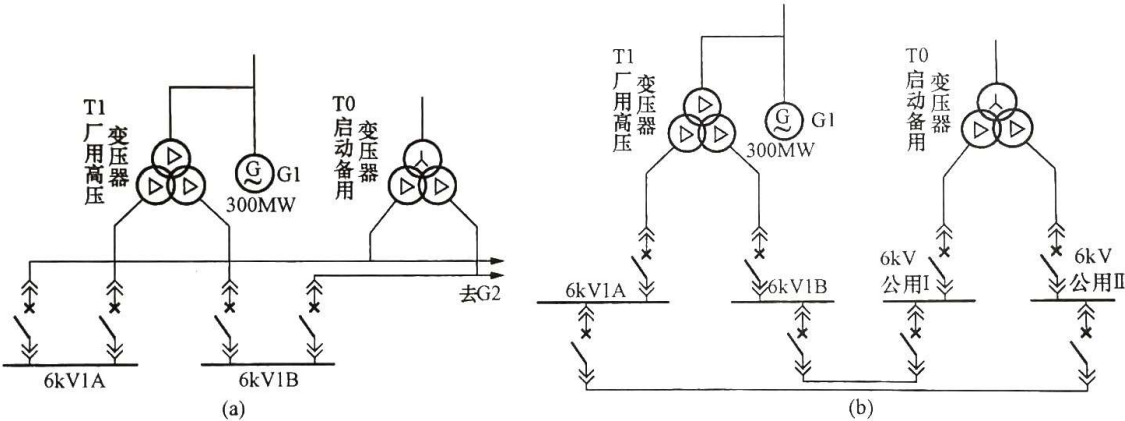 T1
厂用高压
变压器
G
~
G1
300MW
T0
启动备用
变压器
去G2
6kV1A
6kV1B
(a)
T1
厂用高压
变压器
G
~
G1
300MW
T0
启动备用
变压器
6kV1A
6kV1B
6kV
公用I
6kV
公用II
(b)